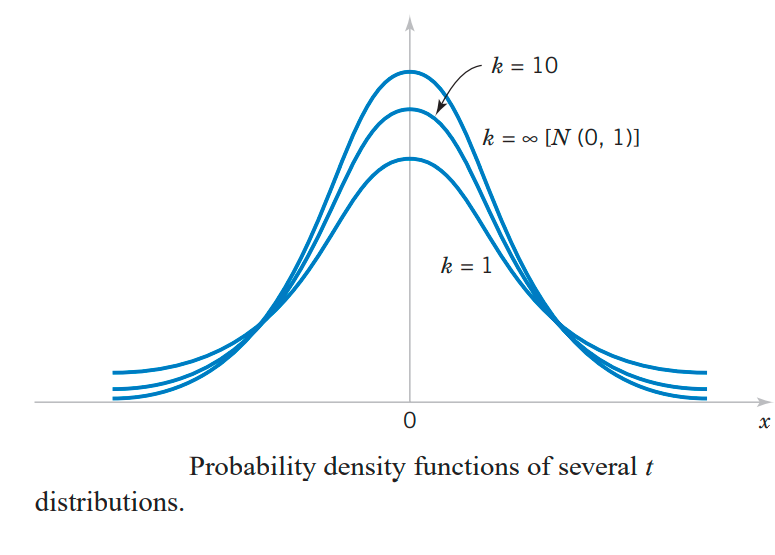 k = 10
k = ∞ [N (0, 1)]
k = 1
0
x
Probability density functions of several t
distributions.